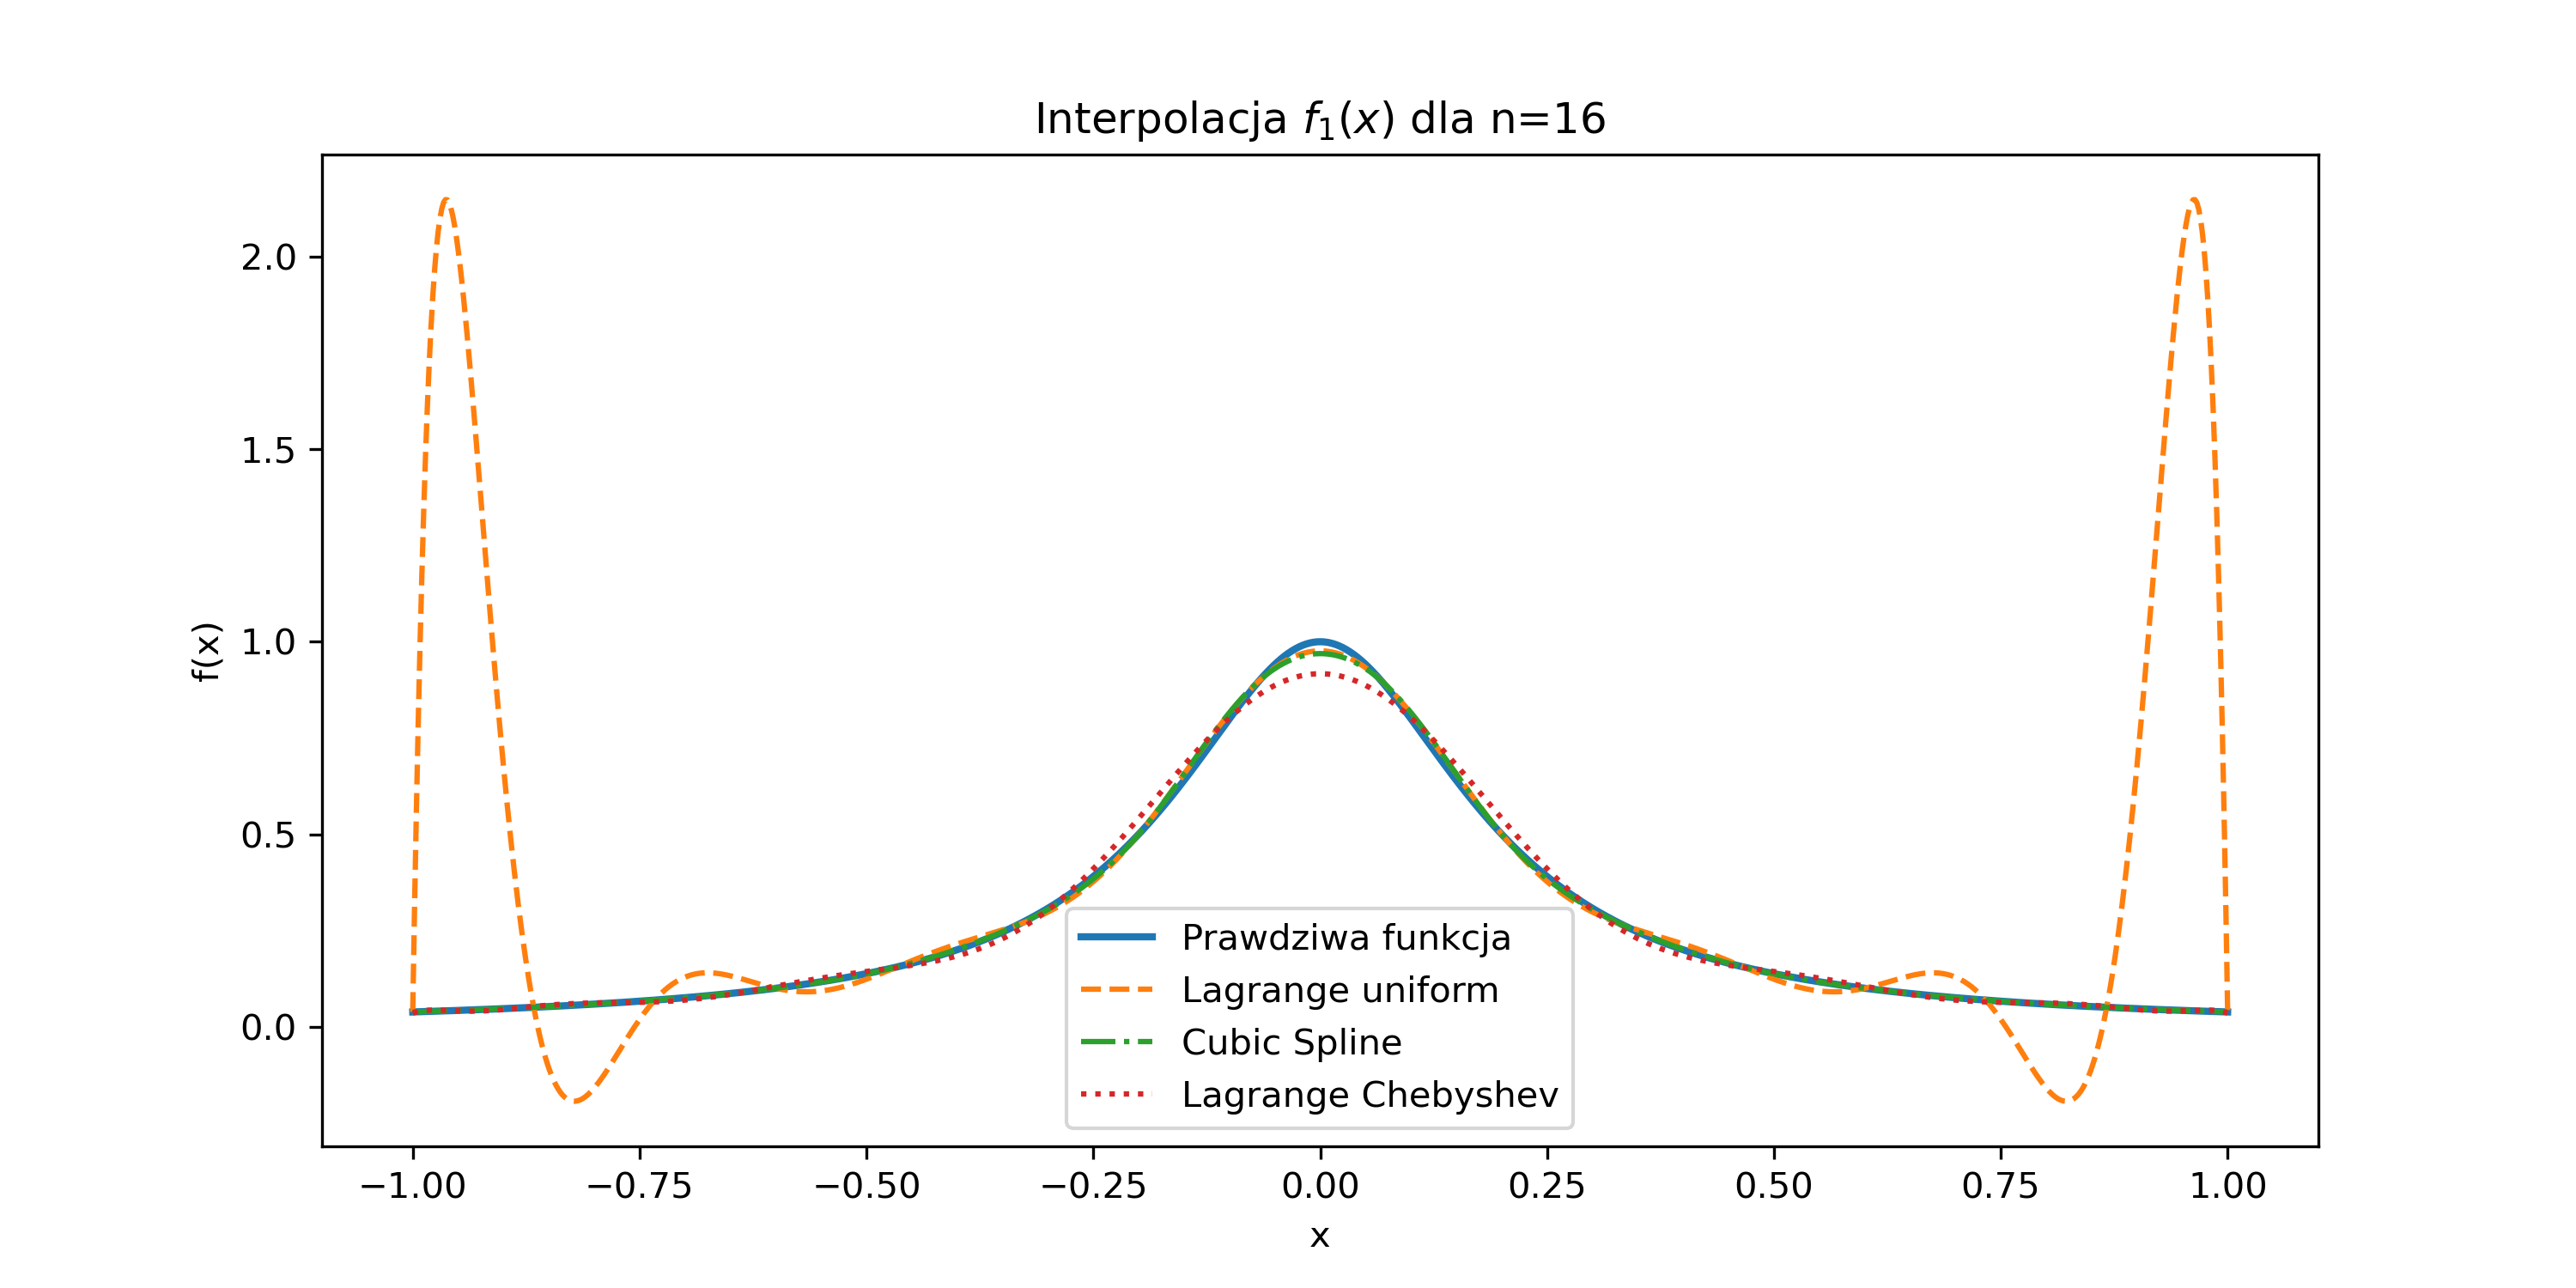 Interpolacja f₁(x) dla n=16
f(x)
2.0
1.5
1.0
0.5
0.0
Prawdziwa funkcja
Lagrange uniform
Cubic Spline
Lagrange Chebyshev
−1.00 −0.75 −0.50 −0.25 0.00 0.25 0.50 0.75 1.00
x